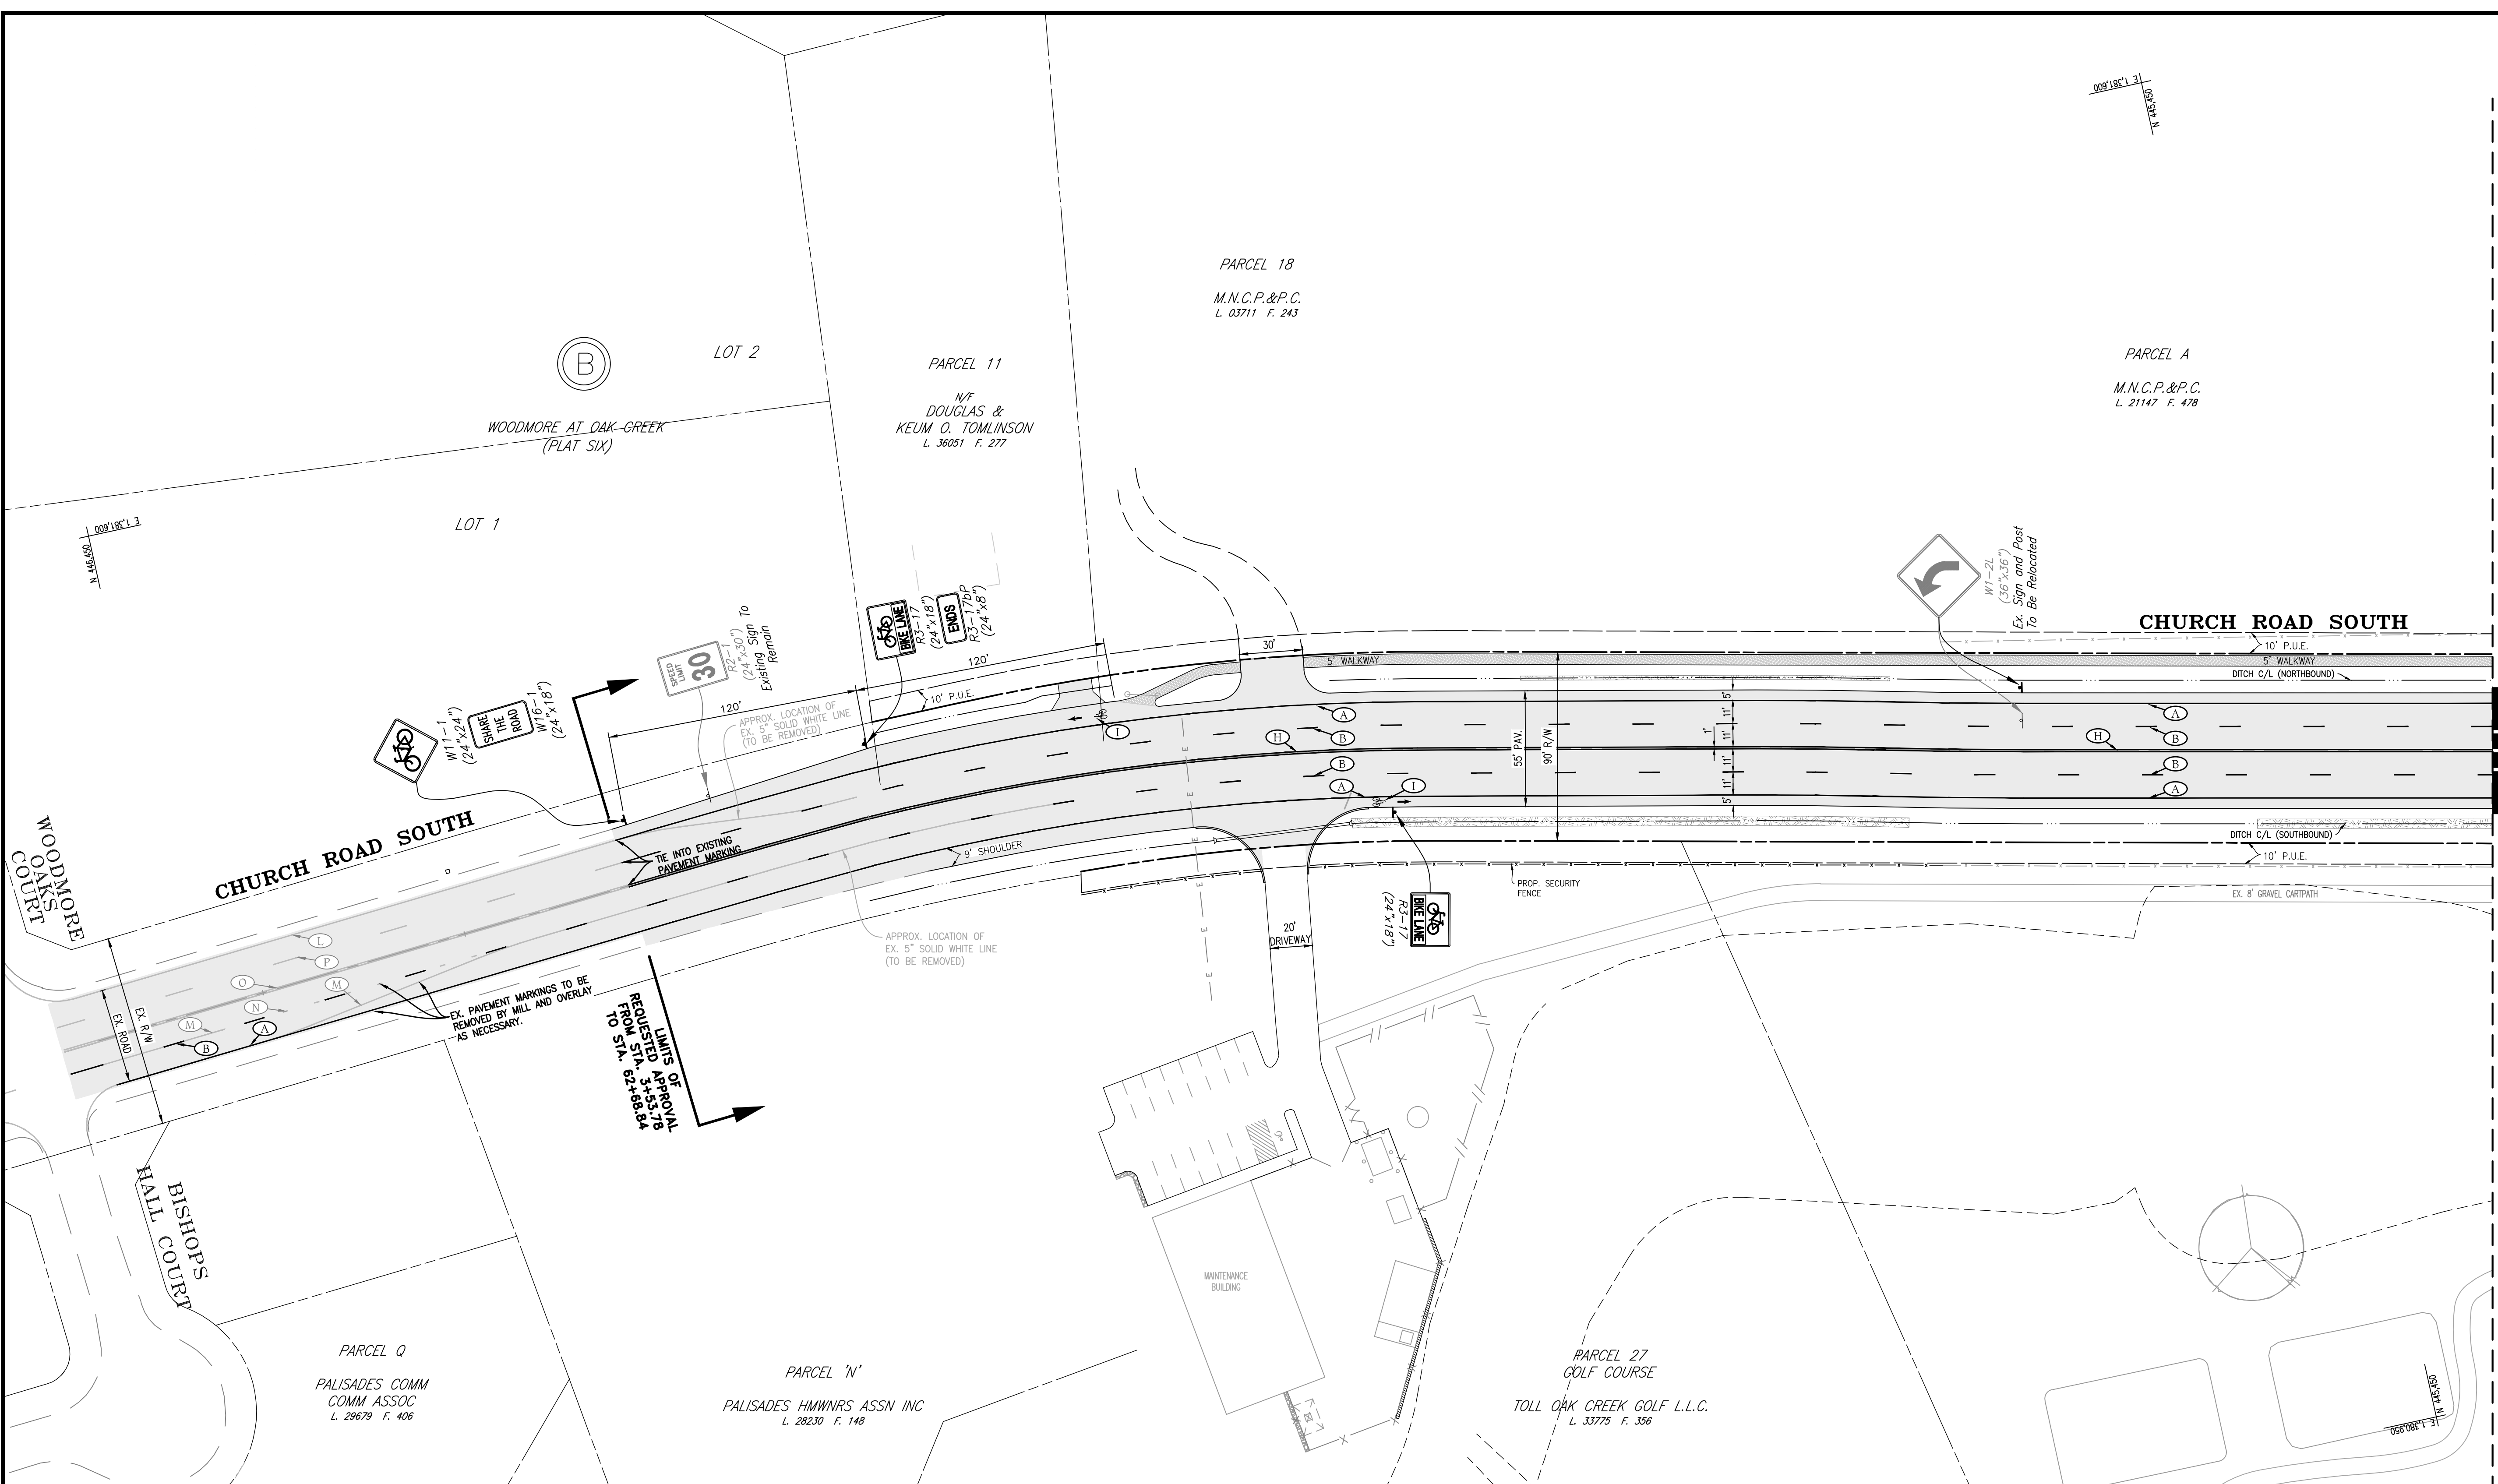 E 1,381,600
N 445,450
PARCEL 18
M.N.C.P.&P.C.
L. 03711 F. 243
B
LOT 2
WOODMORE AT OAK CREEK
(PLAT SIX)
PARCEL 11
N/F
DOUGLAS &
KEUM O. TOMLINSON
L. 36051 F. 277
PARCEL A
M.N.C.P.&P.C.
L. 21147 F. 478
LOT 1
E 1,381,600
N 446,450
W11-1
(24"x24")
SHARE
THE
ROAD
W16-1
(24"x18")
SPEED
LIMIT
30
R2-1
(24"x30")
Existing Sign To
Remain
BIKE LANE
R3-17
(24"x18")
ENDS
R3-17bP
(24"x8")
W1-2L
(36"x36")
Ex. Sign and Post
To Be Relocated
CHURCH ROAD SOUTH
120'
120'
10' P.U.E.
30'
5' WALKWAY
10' P.U.E.
5' WALKWAY
DITCH C/L (NORTHBOUND)
APPROX. LOCATION OF
EX. 5" SOLID WHITE LINE
(TO BE REMOVED)
I
A
B
H
B
A
I
55' PAV.
90' R/W
5'
11'
11'
1'
11'
11'
5'
A
B
H
B
A
E
E
E
E
E
E
E
E
TIE INTO EXISTING
PAVEMENT MARKING
9' SHOULDER
DITCH C/L (SOUTHBOUND)
10' P.U.E.
PROP. SECURITY
FENCE
EX. 8' GRAVEL CARTPATH
BIKE LANE
R3-17
(24"x18")
20'
DRIVEWAY
APPROX. LOCATION OF
EX. 5" SOLID WHITE LINE
(TO BE REMOVED)
WOODMORE
OAKS
COURT
CHURCH ROAD SOUTH
L
P
O
M
N
M
A
B
EX. R/W
EX. ROAD
EX. PAVEMENT MARKINGS TO BE
REMOVED BY MILL AND OVERLAY
AS NECESSARY.
LIMITS OF
REQUESTED APPROVAL
FROM STA. 3+53.78
TO STA. 62+68.84
BISHOPS
HALL COURT
MAINTENANCE
BUILDING
PARCEL Q
PALISADES COMM
COMM ASSOC
L. 29679 F. 406
PARCEL 'N'
PALISADES HMWNRS ASSN INC
L. 28230 F. 148
PARCEL 27
GOLF COURSE
TOLL OAK CREEK GOLF L.L.C.
L. 33775 F. 356
N 445,450
E 1,380,950